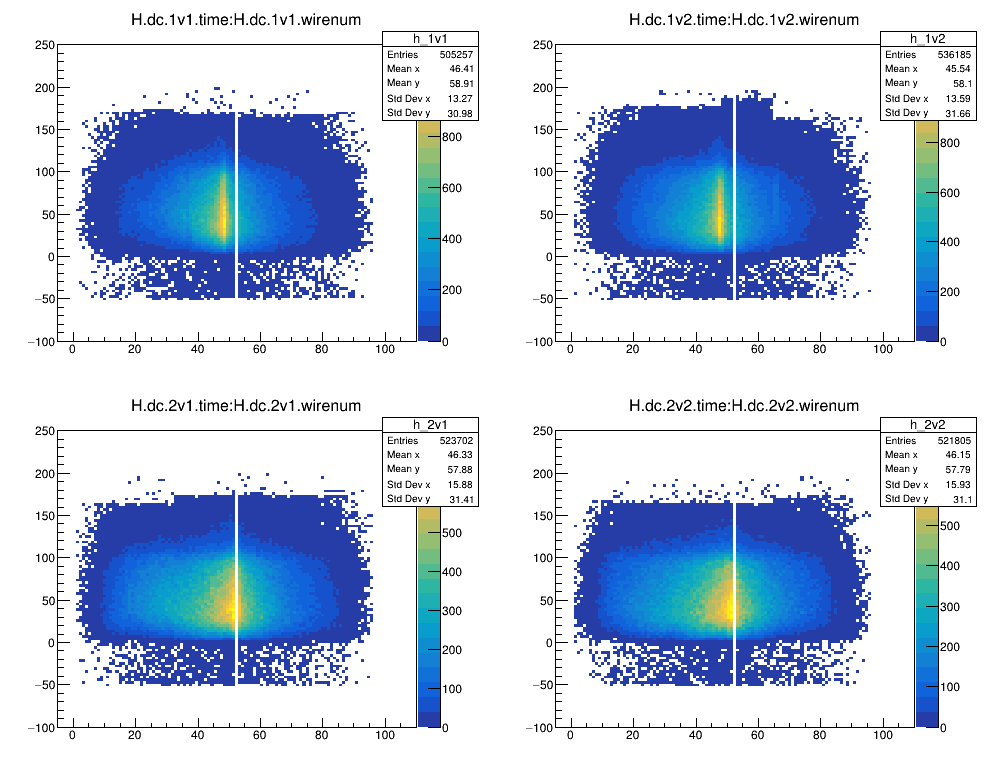 H.dc.1v1.time:H.dc.1v1.wirenum
h_1v1
Entries 505257
Mean x 46.41
Mean y 58.91
Std Dev x 13.27
Std Dev y 30.98
250
200
150
100
50
0
−50
−100
0 20 40 60 80 100
800
600
400
200
0
H.dc.1v2.time:H.dc.1v2.wirenum
h_1v2
Entries 536185
Mean x 45.54
Mean y 58.1
Std Dev x 13.59
Std Dev y 31.66
250
200
150
100
50
0
−50
−100
0 20 40 60 80 100
800
600
400
200
0
H.dc.2v1.time:H.dc.2v1.wirenum
h_2v1
Entries 523702
Mean x 46.33
Mean y 57.88
Std Dev x 15.88
Std Dev y 31.41
250
200
150
100
50
0
−50
−100
0 20 40 60 80 100
500
400
300
200
100
0
H.dc.2v2.time:H.dc.2v2.wirenum
h_2v2
Entries 521805
Mean x 46.15
Mean y 57.79
Std Dev x 15.93
Std Dev y 31.1
250
200
150
100
50
0
−50
−100
0 20 40 60 80 100
500
400
300
200
100
0